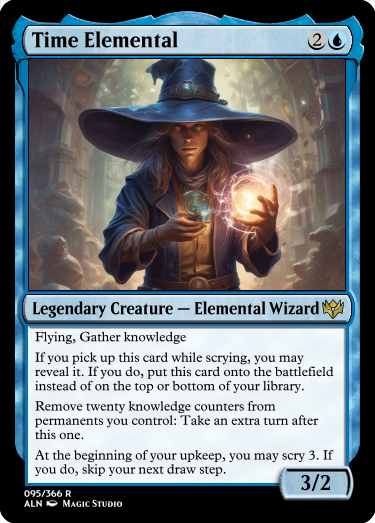 Time Elemental
2
Legendary Creature — Elemental Wizard
Flying, Gather knowledge
If you pick up this card while scrying, you may
reveal it. If you do, put this card onto the battlefield
instead of on the top or bottom of your library.
Remove twenty knowledge counters from
permanents you control: Take an extra turn after
this one.
At the beginning of your upkeep, you may scry 3. If
you do, skip your next draw step.
3/2
095/366 R
ALN Magic Studio